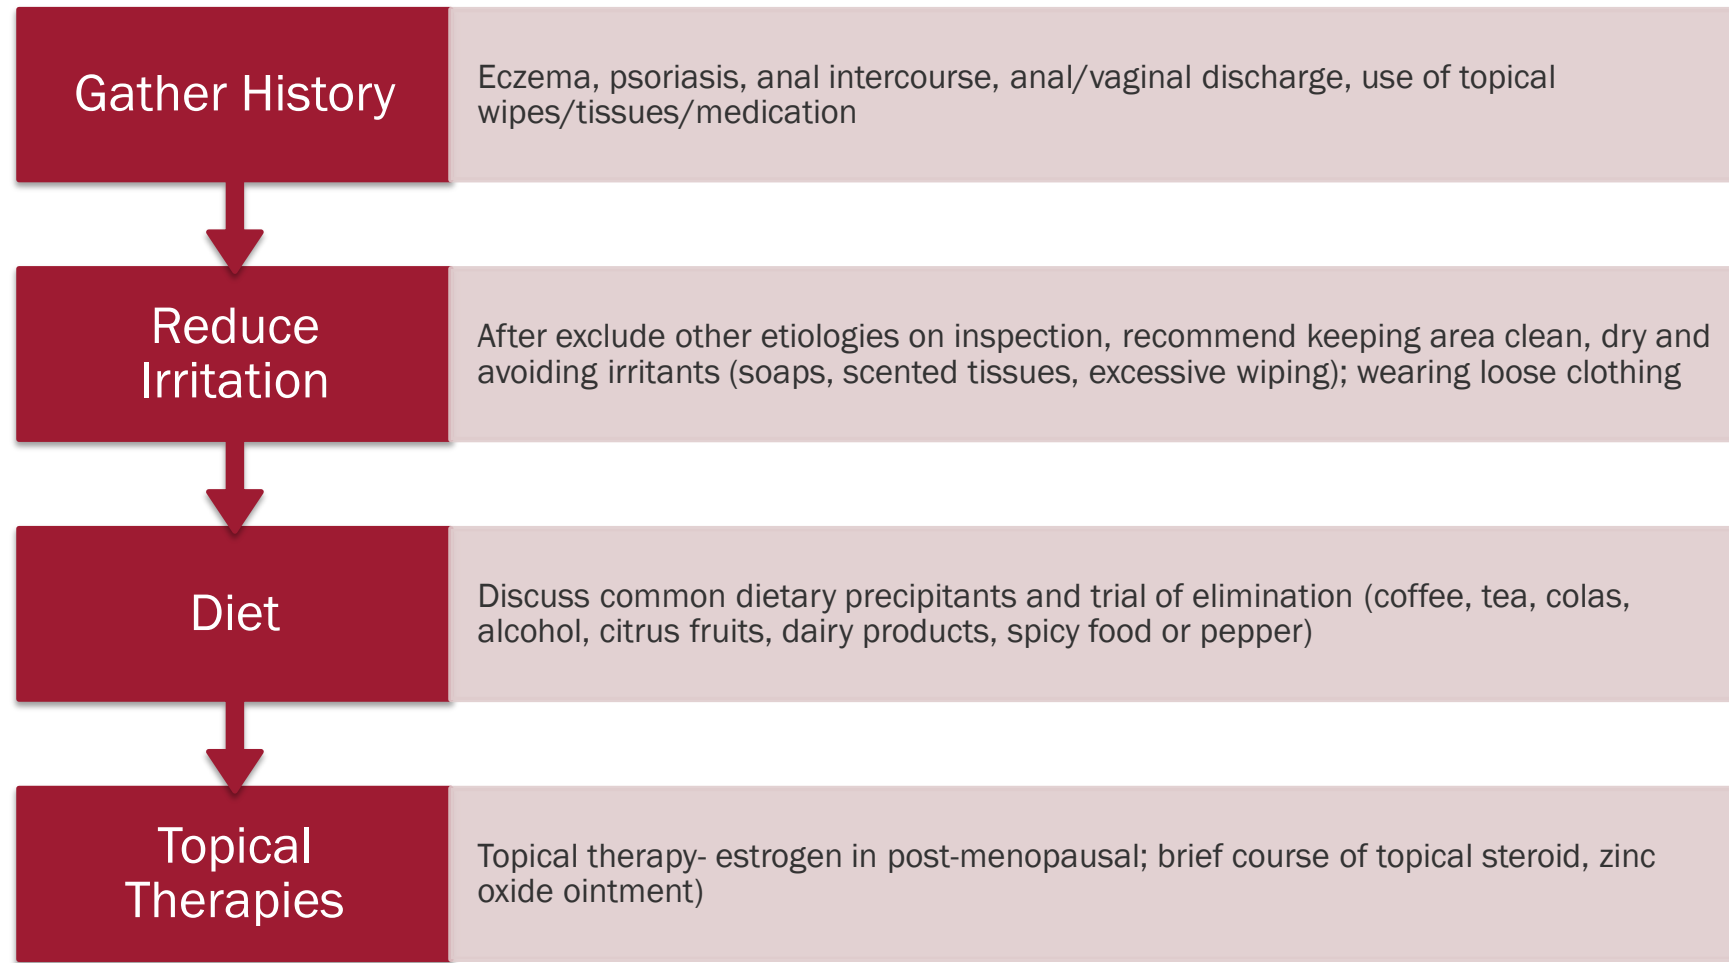 Gather History
Eczema, psoriasis, anal intercourse, anal/vaginal discharge, use of topical
wipes/tissues/medication
Reduce
Irritation
After exclude other etiologies on inspection, recommend keeping area clean, dry and
avoiding irritants (soaps, scented tissues, excessive wiping); wearing loose clothing
Diet
Discuss common dietary precipitants and trial of elimination (coffee, tea, colas,
alcohol, citrus fruits, dairy products, spicy food or pepper)
Topical
Therapies
Topical therapy- estrogen in post-menopausal; brief course of topical steroid, zinc
oxide ointment)